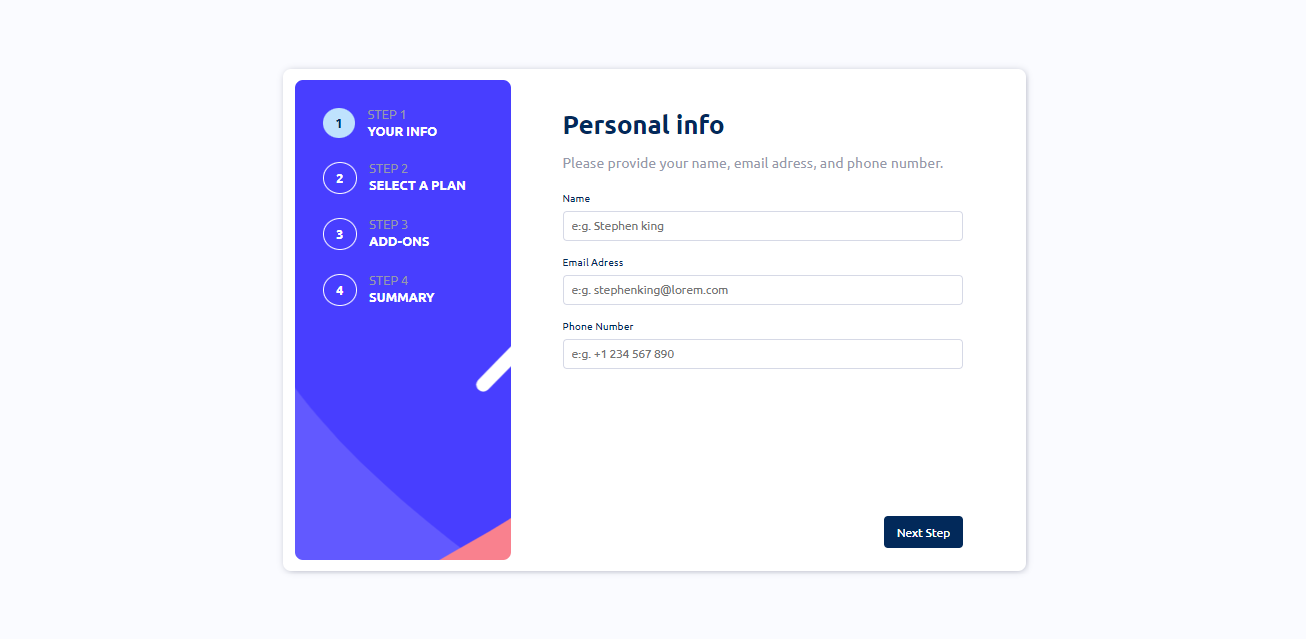 1
STEP 1
YOUR INFO
2
STEP 2
SELECT A PLAN
3
STEP 3
ADD-ONS
4
STEP 4
SUMMARY
Personal info
Please provide your name, email adress, and phone number.
Name
e.g. Stephen king
Email Adress
e.g. stephenking@lorem.com
Phone Number
e.g. +1 234 567 890
Next Step